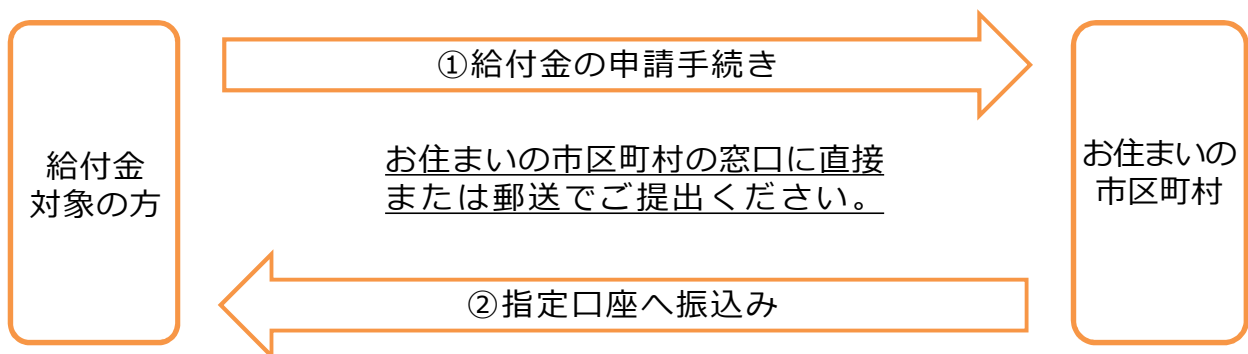 ①給付金の申請手続き
給付金
対象の方
お住まいの市区町村の窓口に直接
または郵送でご提出ください。
お住まいの
市区町村
②指定口座へ振込み